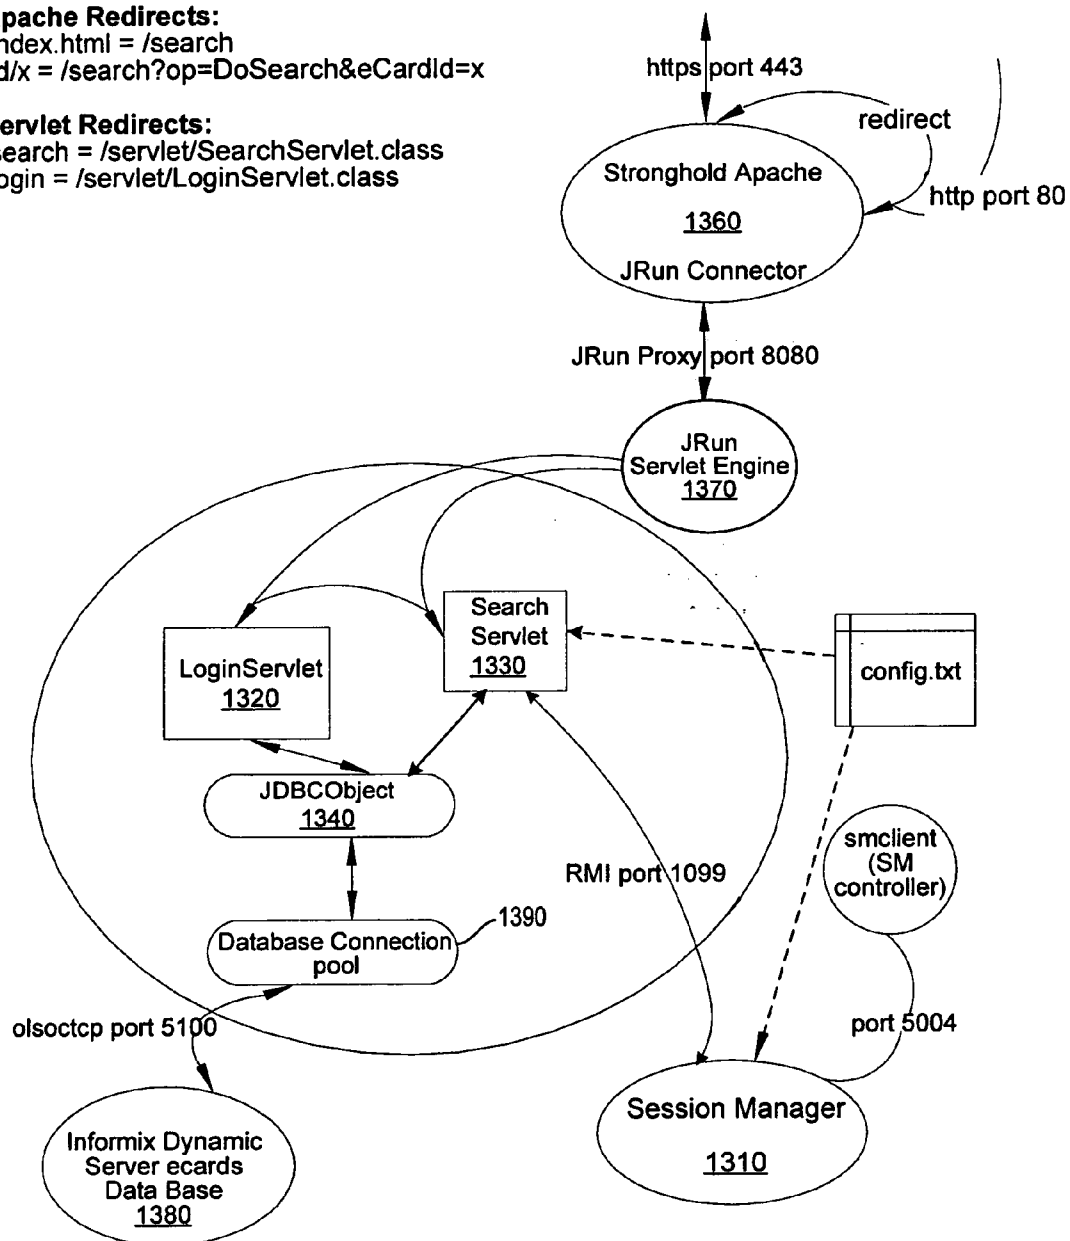 pache Redirects:
ndex.html = /search
d/x = /search?op=DoSearch&eCardId=x
ervlet Redirects:
search = /servlet/SearchServlet.class
ogin = /servlet/LoginServlet.class
https port 443
redirect
http port 80
Stronghold Apache
1360
JRun Connector
JRun Proxy port 8080
JRun
Servlet Engine
1370
Search
Servlet
1330
LoginServlet
1320
config.txt
JDBCObject
1340
smclient
(SM
controller)
RMI port 1099
1390
Database Connection
pool
olsoctcp port 5100
port 5004
Session Manager
1310
Informix Dynamic
Server ecards
Data Base
1380